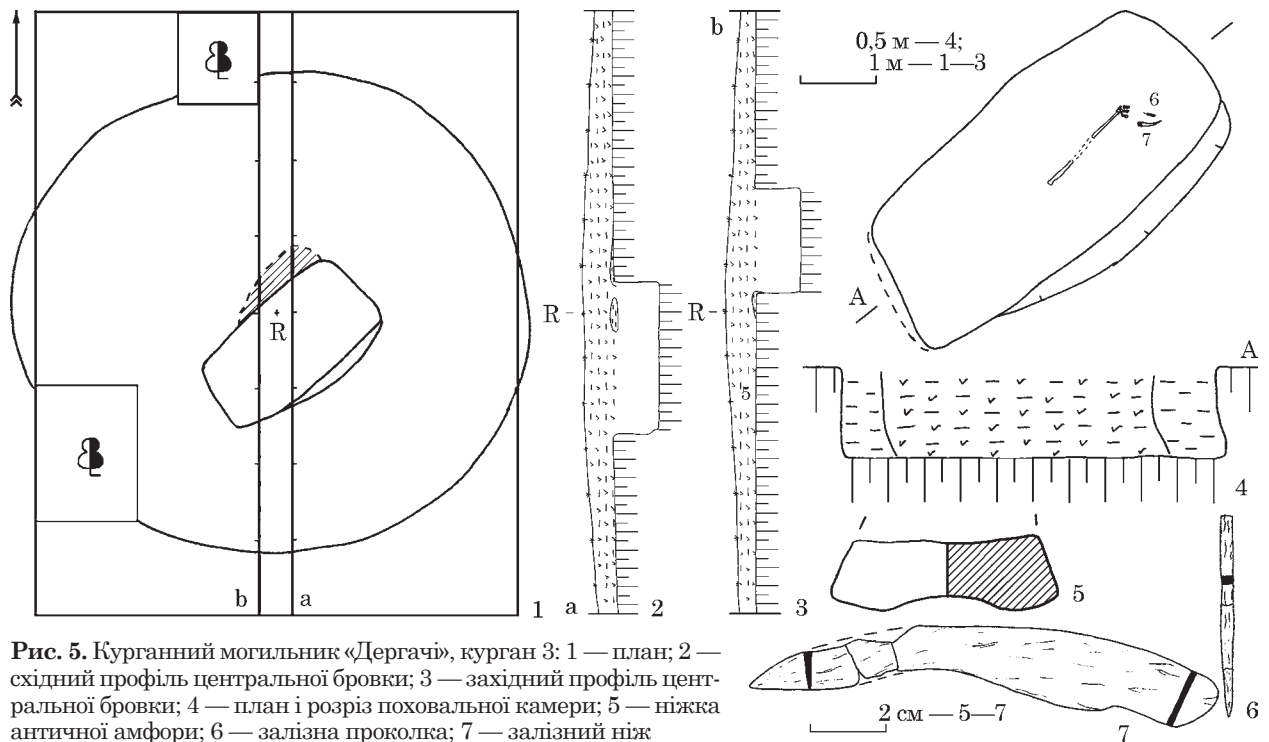 b
0,5 м — 4;
1 м — 1—3
6
7
R
R
R
A
A
5
4
b
a
1
a
2
3
5
6
7
2 см — 5—7
Рис. 5. Курганний могильник «Дергачі», курган 3: 1 — план; 2 —
східний профіль центральної бровки; 3 — західний профіль цент-
ральної бровки; 4 — план і розріз поховальної камери; 5 — ніжка
античної амфори; 6 — залізна проколка; 7 — залізний ніж